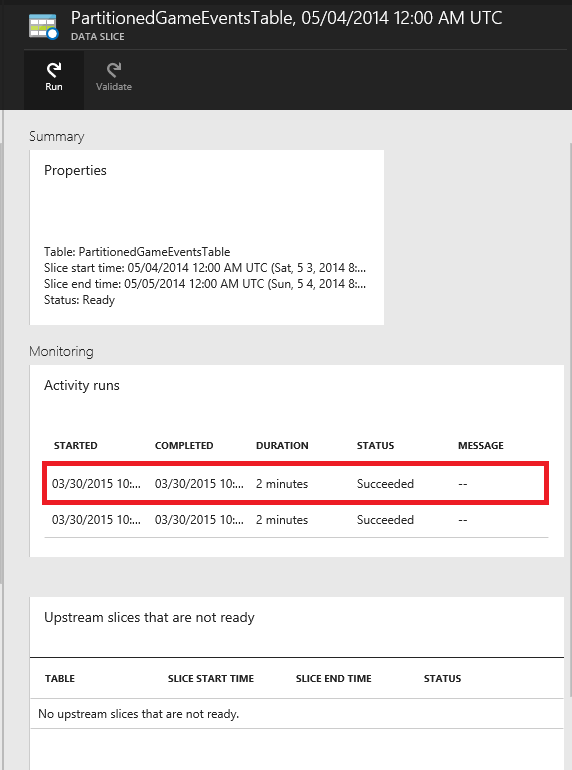 PartitionedGameEventsTable, 05/04/2014 12:00 AM UTC
DATA SLICE
Run Validate
Summary
Properties
Table: PartitionedGameEventsTable
Slice start time: 05/04/2014 12:00 AM UTC (Sat, 5 3, 2014 8:...
Slice end time: 05/05/2014 12:00 AM UTC (Sun, 5 4, 2014 8:...
Status: Ready
Monitoring
Activity runs
STARTED COMPLETED DURATION STATUS MESSAGE
03/30/2015 10:... 03/30/2015 10:... 2 minutes Succeeded --
03/30/2015 10:... 03/30/2015 10:... 2 minutes Succeeded --
Upstream slices that are not ready
TABLE SLICE START TIME SLICE END TIME STATUS
No upstream slices that are not ready.